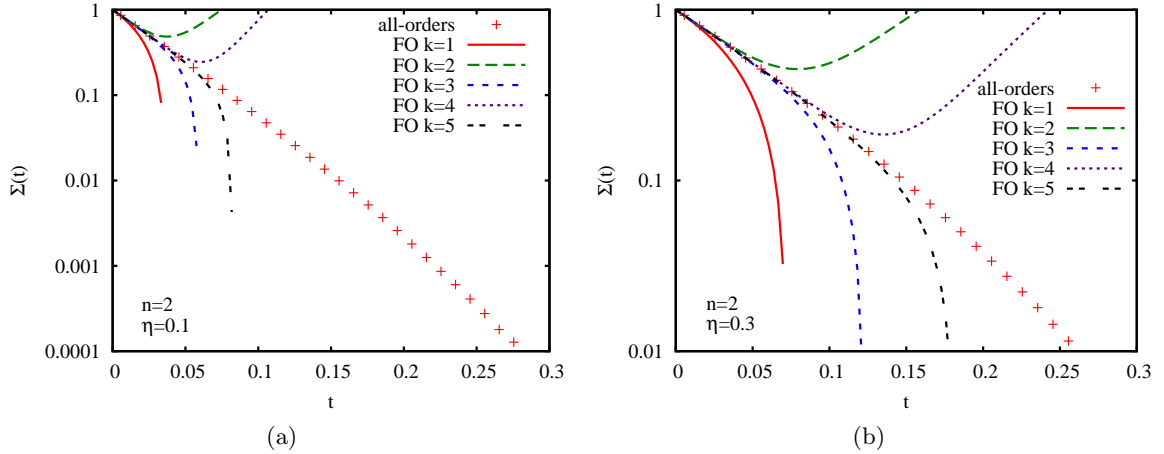 1
0.1
0.01
0.001
0.0001
0
0.05
0.1
0.15
0.2
0.25
0.3
Σ(t)
t
n=2
η=0.1
all-orders
FO k=1
FO k=2
FO k=3
FO k=4
FO k=5
(a)
1
0.1
0.01
0
0.05
0.1
0.15
0.2
0.25
0.3
Σ(t)
t
n=2
η=0.3
all-orders
FO k=1
FO k=2
FO k=3
FO k=4
FO k=5
(b)